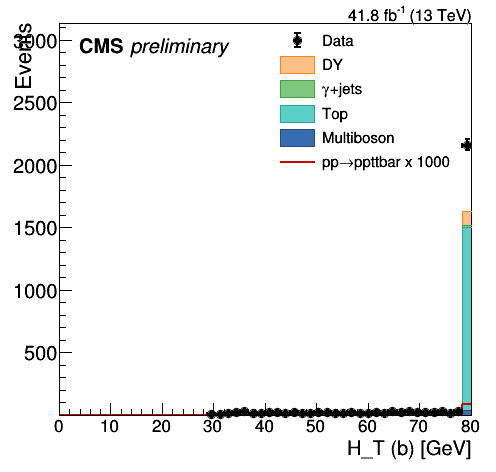 41.8 fb⁻¹ (13 TeV)
CMS preliminary
Events
3000
2500
2000
1500
1000
500
Data
DY
γ+jets
Top
Multiboson
pp→ppttbar x 1000
0 10 20 30 40 50 60 70 80
H_T (b) [GeV]